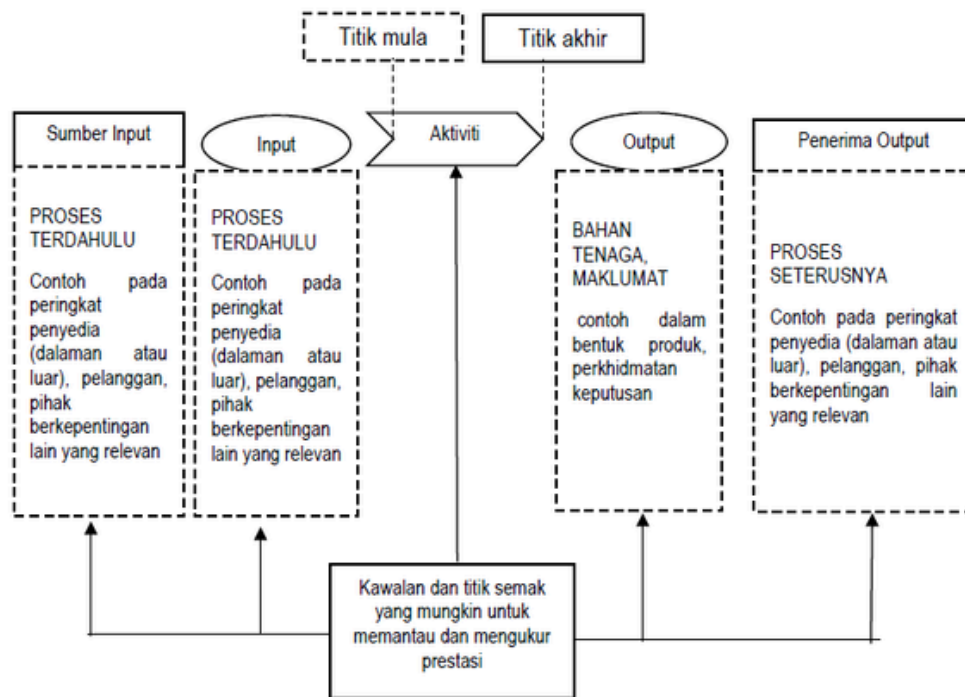 Titik mula
Titik akhir
Sumber Input
Input
Aktiviti
Output
Penerima Output
PROSES
TERDAHULU
Contoh pada
peringkat
penyedia
(dalaman atau
luar), pelanggan,
pihak
berkepentingan
lain yang relevan
PROSES
TERDAHULU
Contoh pada
peringkat
penyedia
(dalaman atau
luar), pelanggan,
pihak
berkepentingan
lain yang relevan
BAHAN
TENAGA,
MAKLUMAT
contoh dalam
bentuk produk,
perkhidmatan
keputusan
PROSES
SETERUSNYA
Contoh pada peringkat
penyedia (dalaman atau
luar), pelanggan, pihak
berkepentingan lain
yang relevan
Kawalan dan titik semak
yang mungkin untuk
memantau dan mengukur
prestasi